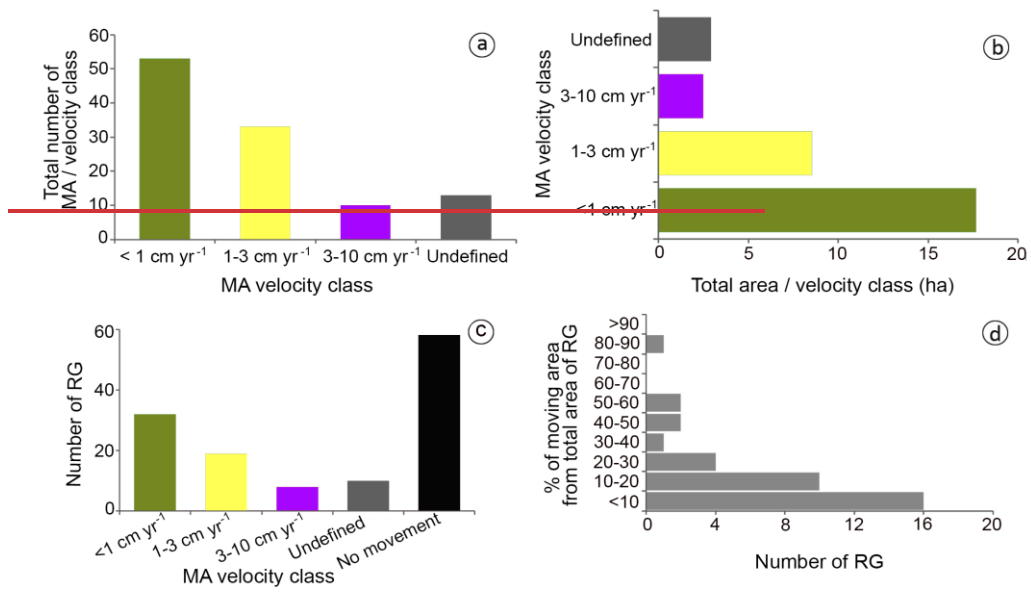 ⓐ
Total number of
MA / velocity class
60
50
40
30
20
10
0
< 1 cm yr⁻¹ 1-3 cm yr⁻¹ 3-10 cm yr⁻¹ Undefined
MA velocity class
ⓑ
MA velocity class
Undefined
3-10 cm yr⁻¹
1-3 cm yr⁻¹
<1 cm yr⁻¹
0 5 10 15 20
Total area / velocity class (ha)
ⓒ
Number of RG
60
40
20
0
<1 cm yr⁻¹ 1-3 cm yr⁻¹ 3-10 cm yr⁻¹ Undefined No movement
MA velocity class
ⓓ
% of moving area
from total area of RG
>90
80-90
70-80
60-70
50-60
40-50
30-40
20-30
10-20
<10
0 4 8 12 16 20
Number of RG